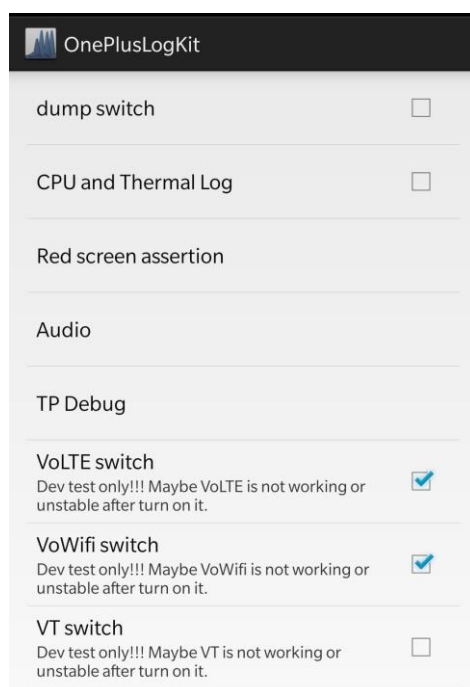 OnePlusLogKit
dump switch
CPU and Thermal Log
Red screen assertion
Audio
TP Debug
VoLTE switch
Dev test only!!! Maybe VoLTE is not working or
unstable after turn on it.
VoWifi switch
Dev test only!!! Maybe VoWifi is not working or
unstable after turn on it.
VT switch
Dev test only!!! Maybe VT is not working or
unstable after turn on it.